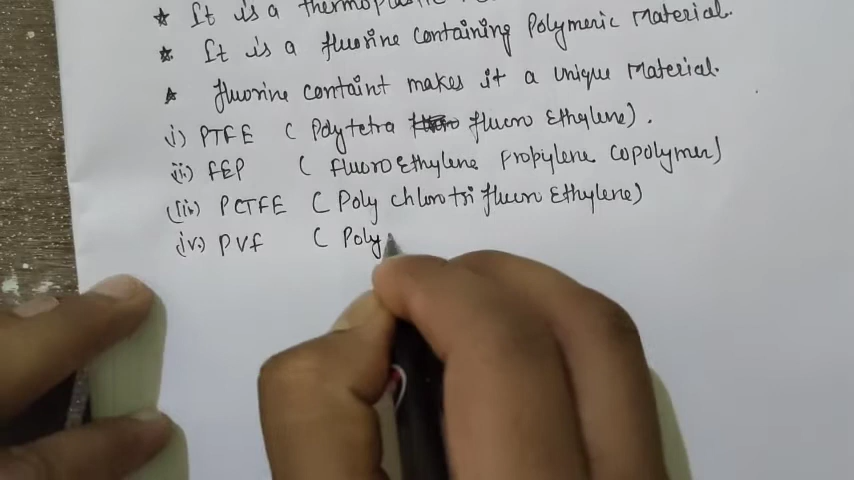 ★ It is a thermoplastic
★ It is a fluorine containing Polymeric Material.
★ fluorine containt makes it a unique Material.
i) PTFE ( Polytetra fluoro Ethylene).
ii) FEP ( fluoro Ethylene Propylene copolymer)
(iii) PCTFE ( Poly chloro tri fluoro Ethylene)
(iv) PVF ( Poly